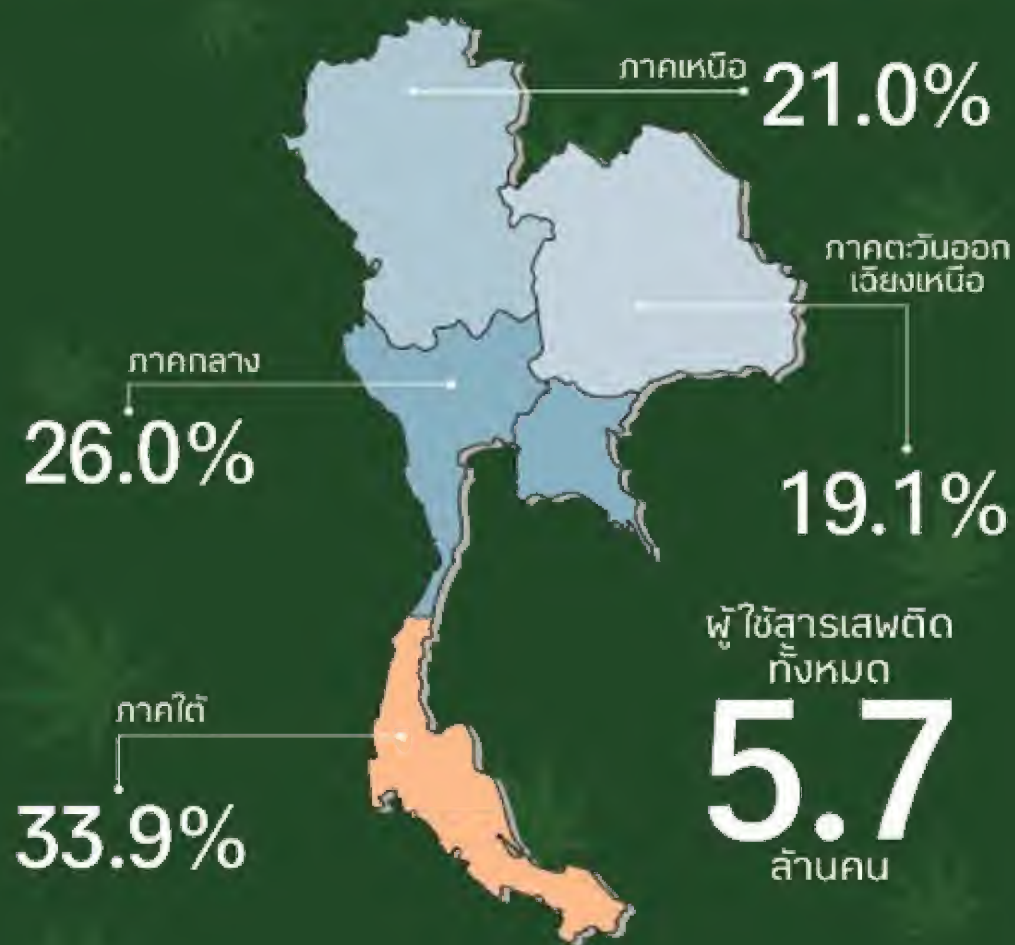 ภาคเหนือ
21.0%
ภาคตะวันออก
เฉียงเหนือ
19.1%
ภาคกลาง
26.0%
ภาคใต้
33.9%
ผู้ใช้สารเสพติด
ทั้งหมด
5.7
ล้านคน